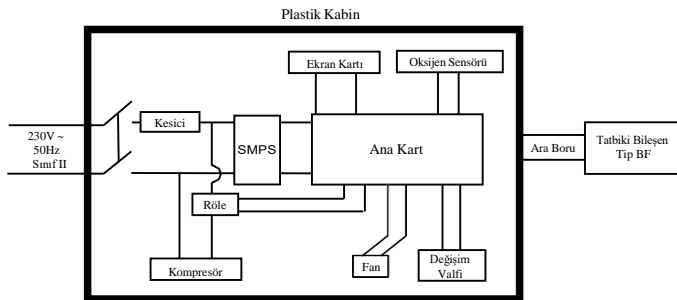 Plastik Kabin
Ekran Kartı
Oksijen Sensörü
Kesici
230V ~
50Hz
Sınıf II
SMPS
Ana Kart
Ara Boru
Tatbiki Bileşen
Tip BF
Röle
Kompresör
Fan
Değişim
Valfi